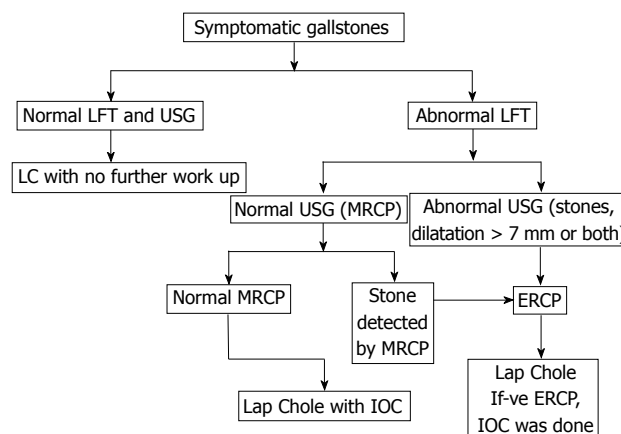 Symptomatic gallstones
Normal LFT and USG
Abnormal LFT
LC with no further work up
Normal USG (MRCP)
Abnormal USG (stones,
dilatation > 7 mm or both)
Normal MRCP
Stone
detected
by MRCP
ERCP
Lap Chole with IOC
Lap Chole
If-ve ERCP,
IOC was done